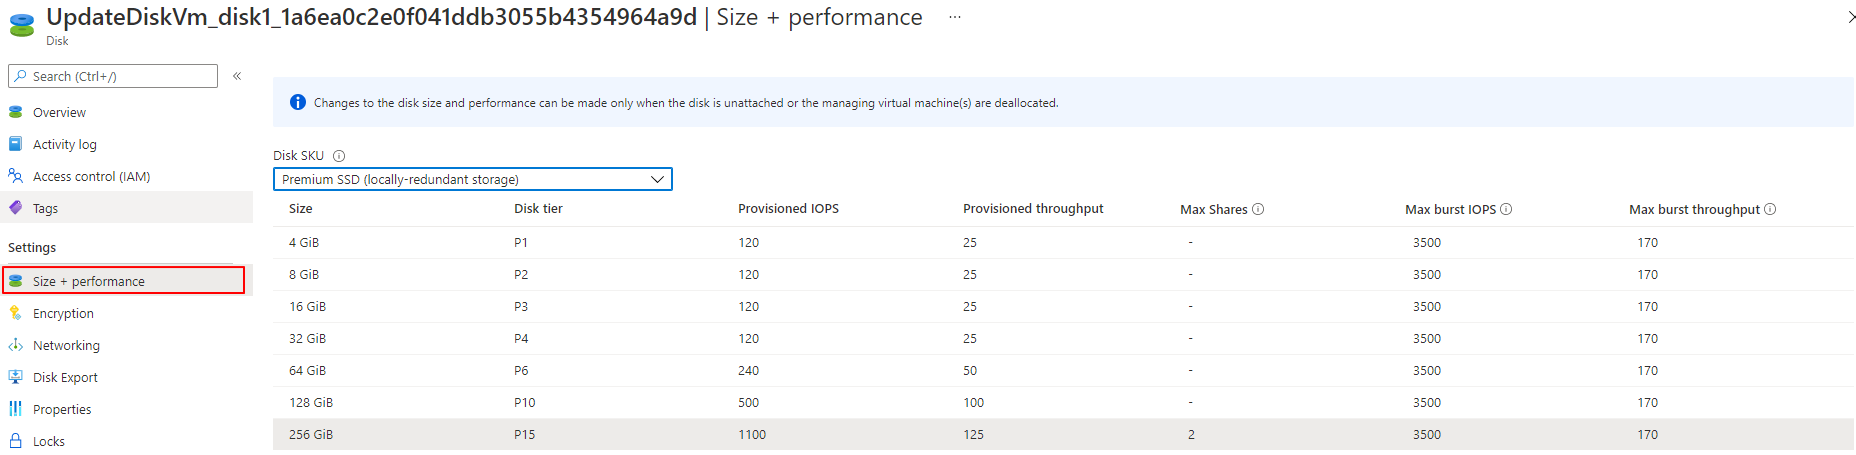 UpdateDiskVm_disk1_1a6ea0c2e0f041ddb3055b4354964a9d | Size + performance ...
Disk
Search (Ctrl+/) «
Overview
Activity log
Access control (IAM)
Tags
Settings
Size + performance
Encryption
Networking
Disk Export
Properties
Locks
Changes to the disk size and performance can be made only when the disk is unattached or the managing virtual machine(s) are deallocated.
Disk SKU
Premium SSD (locally-redundant storage)
Size Disk tier Provisioned IOPS Provisioned throughput Max Shares Max burst IOPS Max burst throughput
4 GiB P1 120 25 - 3500 170
8 GiB P2 120 25 - 3500 170
16 GiB P3 120 25 - 3500 170
32 GiB P4 120 25 - 3500 170
64 GiB P6 240 50 - 3500 170
128 GiB P10 500 100 - 3500 170
256 GiB P15 1100 125 2 3500 170